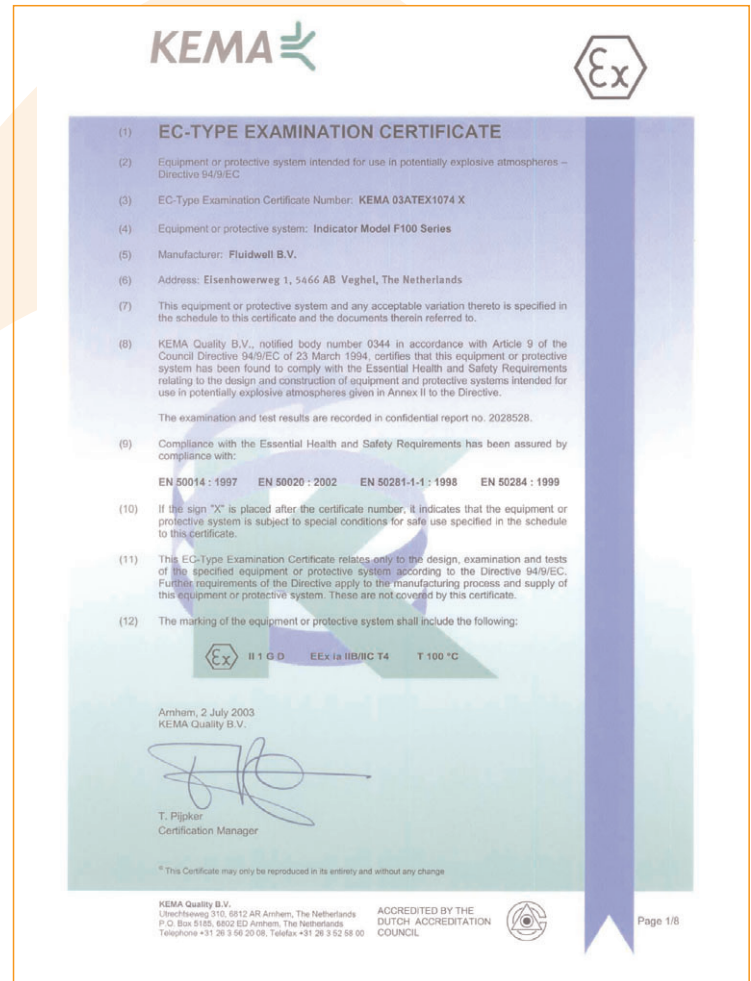 KEMA
Ex
(1) EC-TYPE EXAMINATION CERTIFICATE
(2) Equipment or protective system intended for use in potentially explosive atmospheres –
Directive 94/9/EC
(3) EC-Type Examination Certificate Number: KEMA 03ATEX1074 X
(4) Equipment or protective system: Indicator Model F100 Series
(5) Manufacturer: Fluidwell B.V.
(6) Address: Eisenhowerweg 1, 5466 AB Veghel, The Netherlands
(7) This equipment or protective system and any acceptable variation thereto is specified in
the schedule to this certificate and the documents therein referred to.
(8) KEMA Quality B.V., notified body number 0344 in accordance with Article 9 of the
Council Directive 94/9/EC of 23 March 1994, certifies that this equipment or protective
system has been found to comply with the Essential Health and Safety Requirements
relating to the design and construction of equipment and protective systems intended for
use in potentially explosive atmospheres given in Annex II to the Directive.
The examination and test results are recorded in confidential report no. 2028528.
(9) Compliance with the Essential Health and Safety Requirements has been assured by
compliance with:
EN 50014 : 1997 EN 50020 : 2002 EN 50281-1-1 : 1998 EN 50284 : 1999
(10) If the sign "X" is placed after the certificate number, it indicates that the equipment or
protective system is subject to special conditions for safe use specified in the schedule
to this certificate.
(11) This EC-Type Examination Certificate relates only to the design, examination and tests
of the specified equipment or protective system according to the Directive 94/9/EC.
Further requirements of the Directive apply to the manufacturing process and supply of
this equipment or protective system. These are not covered by this certificate.
(12) The marking of the equipment or protective system shall include the following:
Ex II 1 G D EEx ia IIB/IIC T4 T 100 °C
Arnhem, 2 July 2003
KEMA Quality B.V.
T. Pijpker
Certification Manager
® This Certificate may only be reproduced in its entirety and without any change
KEMA Quality B.V.
Utrechtseweg 310, 6812 AR Arnhem, The Netherlands
P.O. Box 5185, 6802 ED Arnhem, The Netherlands
Telephone +31 26 3 56 20 08, Telefax +31 26 3 52 58 00
ACCREDITED BY THE
DUTCH ACCREDITATION
COUNCIL
Page 1/8